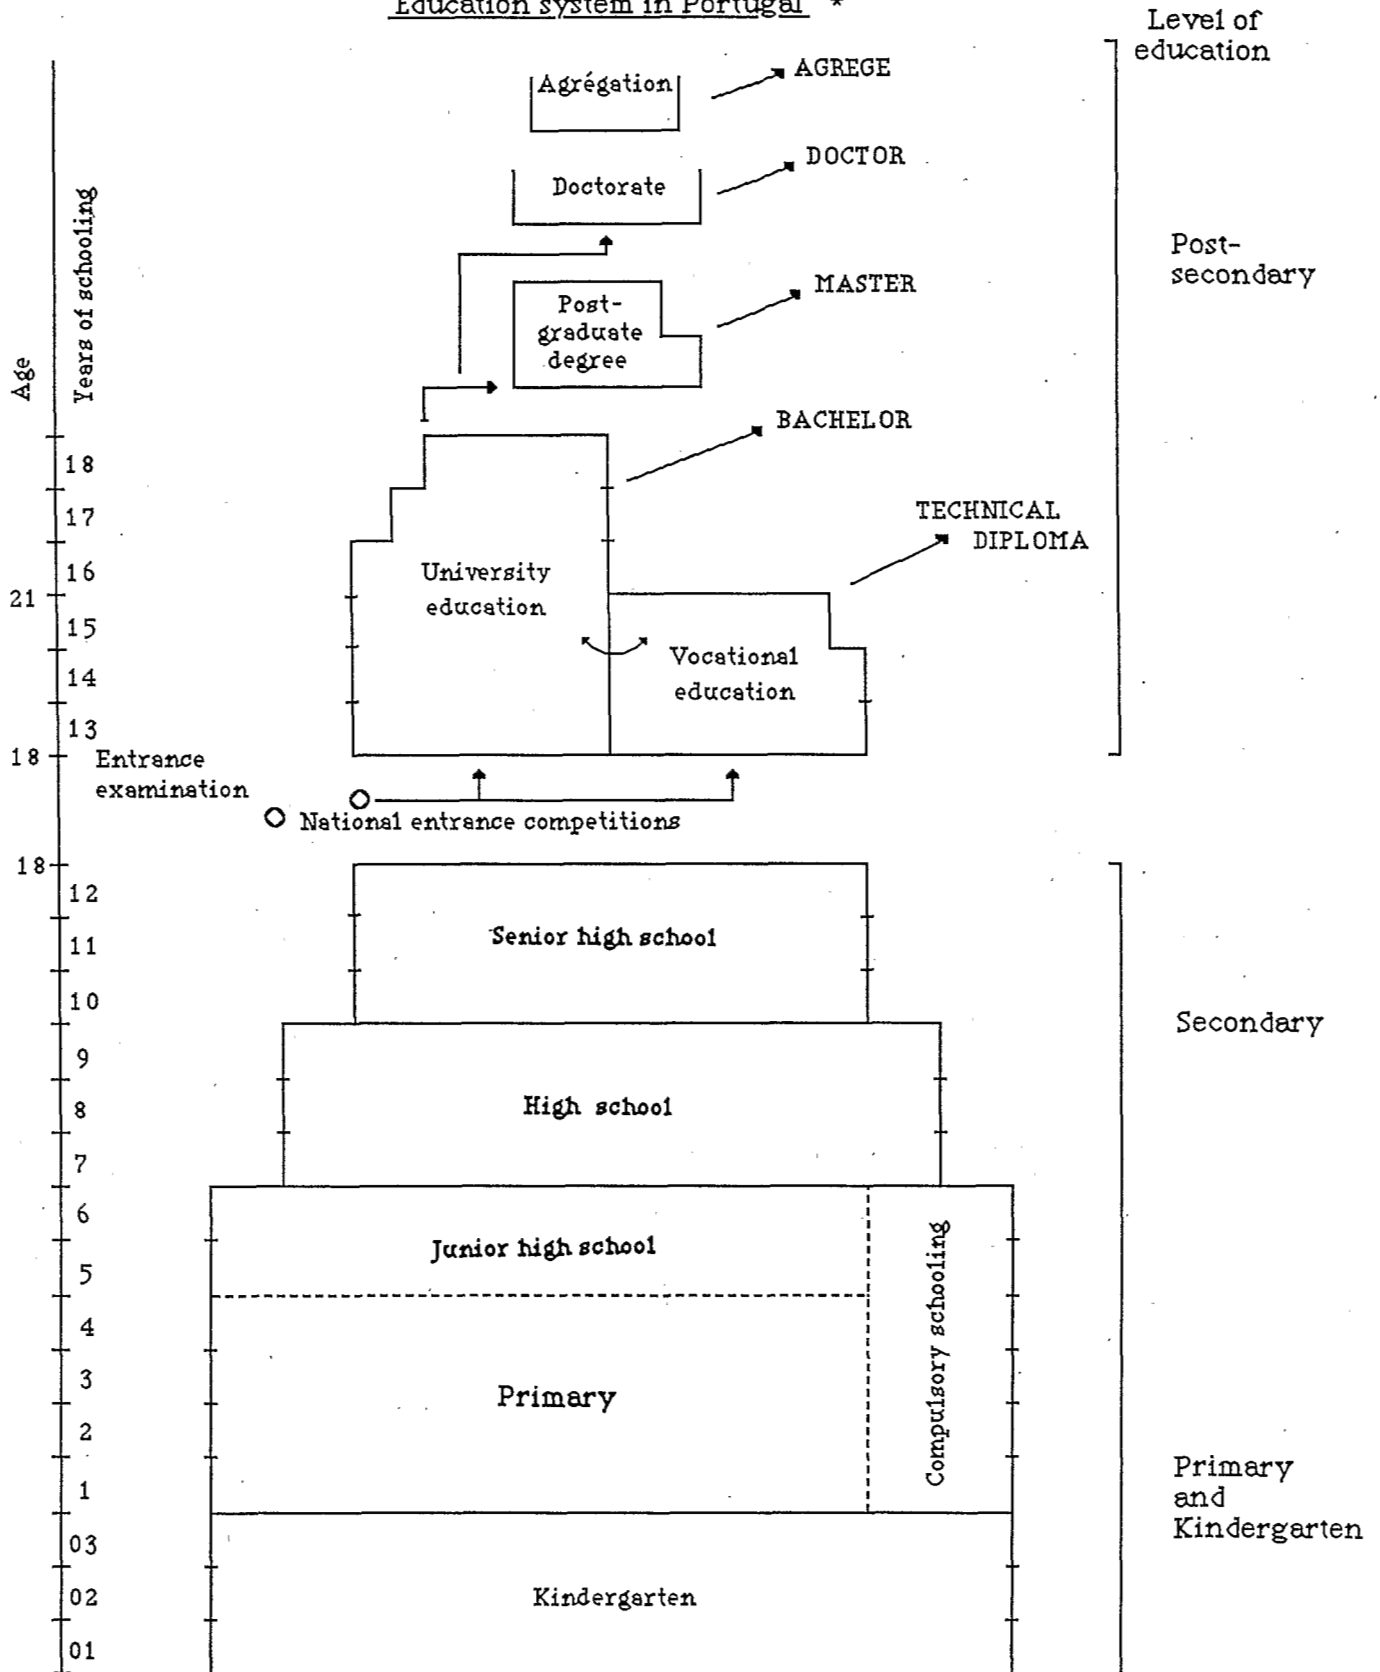 Education system in Portugal *
Level of
education
Agrégation
AGREGE
Doctorate
DOCTOR
Years of schooling
Post-
secondary
Post-
graduate
degree
MASTER
Age
BACHELOR
18
17
TECHNICAL
DIPLOMA
16
University
education
21
15
Vocational
education
14
13
18
Entrance
examination
National entrance competitions
18
12
Senior high school
11
10
Secondary
9
High school
8
7
6
Junior high school
5
Compulsory schooling
4
3
Primary
2
1
Primary
and
Kindergarten
03
02
Kindergarten
01